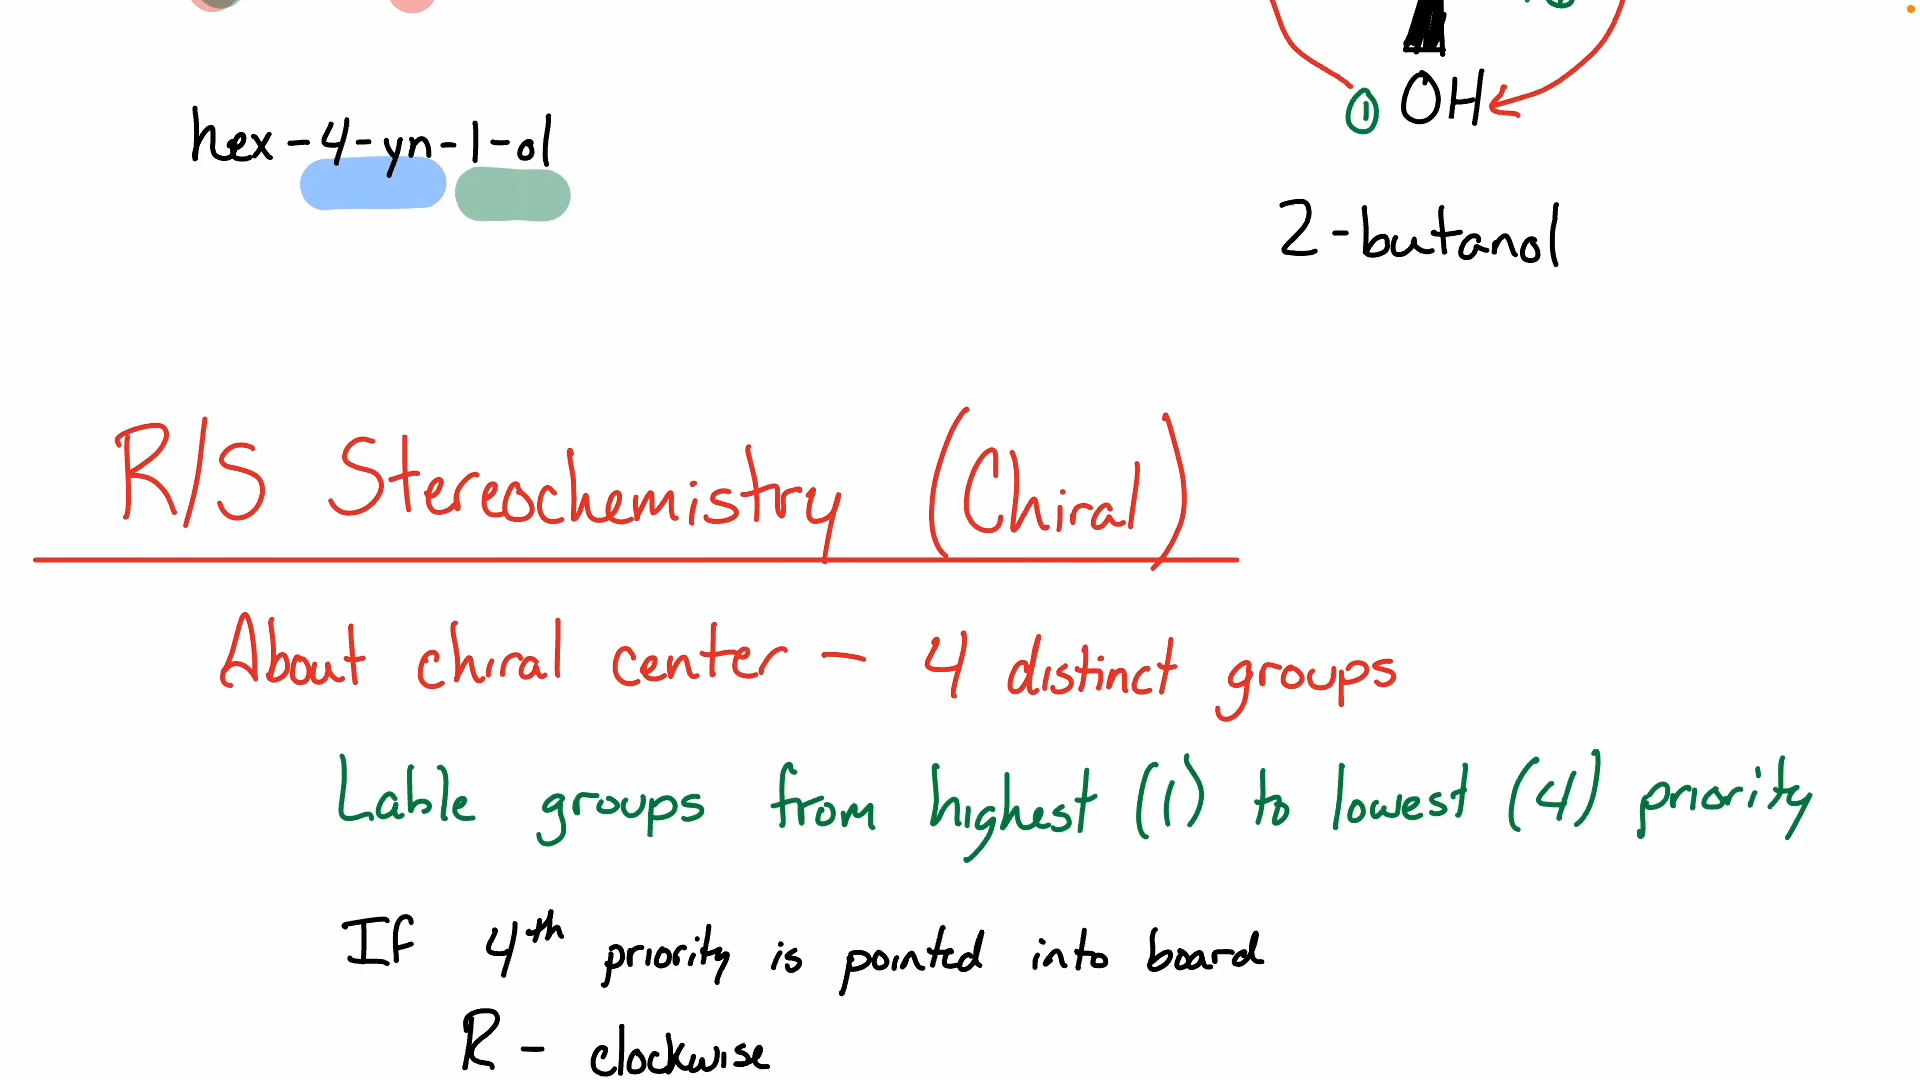 ① OH
hex-4-yn-1-ol
2-butanol
R/S Stereochemistry (Chiral)
About chiral center - 4 distinct groups
Lable groups from highest (1) to lowest (4) priority
If 4th priority is pointed into board
R - clockwise